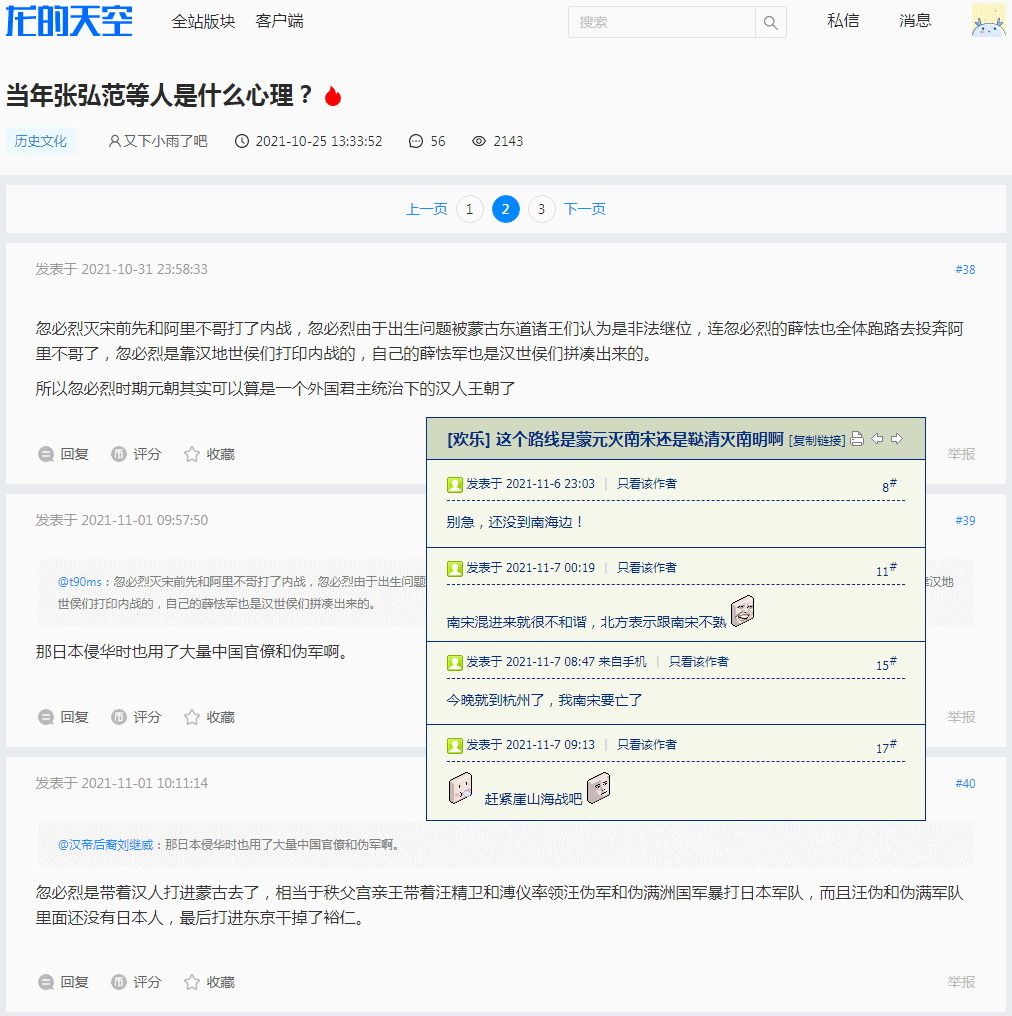 龙的天空 全站版块 客户端 搜索 私信 消息
当年张弘范等人是什么心理？
历史文化 又下小雨了吧 2021-10-25 13:33:52 56 2143
上一页 1 2 3 下一页
发表于 2021-10-31 23:58:33 #38
忽必烈灭宋前先和阿里不哥打了内战，忽必烈由于出生问题被蒙古东道诸王们认为是非法继位，连忽必烈的薛怯也全体跑路去投奔阿
里不哥了，忽必烈是靠汉地世侯们打印内战的，自己的薛怯军也是汉世侯们拼凑出来的。
所以忽必烈时期元朝其实可以算是一个外国君主统治下的汉人王朝了
回复 评分 收藏 举报
发表于 2021-11-01 09:57:50 #39
@t90ms：忽必烈灭宋前先和阿里不哥打了内战，忽必烈由于出生问题
汉地
世侯们打印内战的，自己的薛怯军也是汉世侯们拼凑出来的。
那日本侵华时也用了大量中国官僚和伪军啊。
回复 评分 收藏 举报
[欢乐] 这个路线是蒙元灭南宋还是鞑清灭南明啊 [复制链接]
发表于 2021-11-6 23:03 | 只看该作者 8#
别急，还没到南海边！
发表于 2021-11-7 00:19 | 只看该作者 11#
南宋混进来就很不和谐，北方表示跟南宋不熟
发表于 2021-11-7 08:47 来自手机 | 只看该作者 15#
今晚就到杭州了，我南宋要亡了
发表于 2021-11-7 09:13 | 只看该作者 17#
赶紧崖山海战吧
发表于 2021-11-01 10:11:14 #40
@汉帝后裔刘继威：那日本侵华时也用了大量中国官僚和伪军啊。
忽必烈是带着汉人打进蒙古去了，相当于秩父宫亲王带着汪精卫和溥仪率领汪伪军和伪满洲国军暴打日本军队，而且汪伪和伪满军队
里面还没有日本人，最后打进东京干掉了裕仁。
回复 评分 收藏 举报